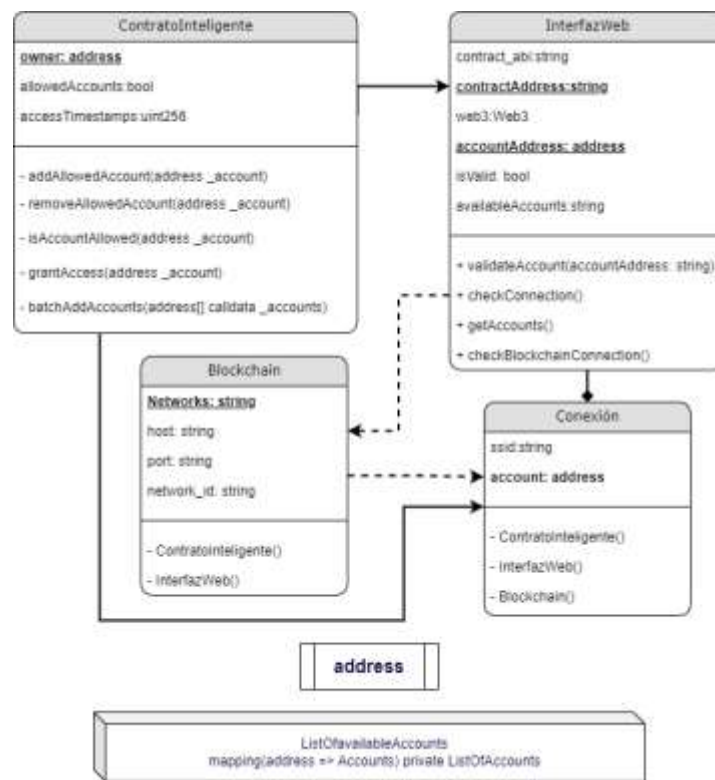 ContratoInteligente
owner: address
allowedAccounts:bool
accessTimestamps:uint256
- addAllowedAccount(address _account)
- removeAllowedAccount(address _account)
- isAccountAllowed(address _account)
- grantAccess(address _account)
- batchAddAccounts(address[] calldata _accounts)
InterfazWeb
contract_abi:string
contractAddress:string
web3:Web3
accountAddress: address
isValid: bool
availableAccounts:string
+ validateAccount(accountAddress: string)
+ checkConnection()
+ getAccounts()
+ checkBlockchainConnection()
Blockchain
Networks: string
host: string
port: string
network_id: string
- ContratoInteligente()
- InterfazWeb()
Conexión
ssid:string
account: address
- ContratoInteligente()
- InterfazWeb()
- Blockchain()
address
ListOfavailableAccounts
mapping(address => Accounts) private ListOfAccounts